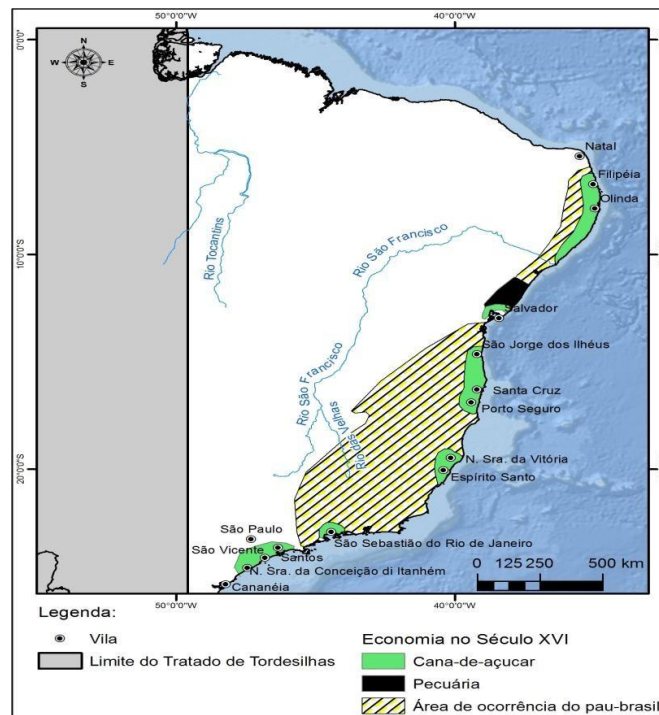 50°0'0"W
40°0'0"W
0°0'0"
N
W
E
S
Natal
Filipéia
Olinda
Rio Tocantins
Rio São Francisco
10°0'0"S
Salvador
São Jorge dos Ilhéus
Rio São Francisco
Santa Cruz
Porto Seguro
Rio das Velhas
N. Sra. da Vitória
20°0'0"S
Espírito Santo
São Paulo
São Sebastião do Rio de Janeiro
São Vicente
Santos
N. Sra. da Conceição di Itanhém
Cananéia
0 125 250 500 km
50°0'0"W
40°0'0"W
Legenda:
Vila
Limite do Tratado de Tordesilhas
Economia no Século XVI
Cana-de-açucar
Pecuária
Área de ocorrência do pau-brasil